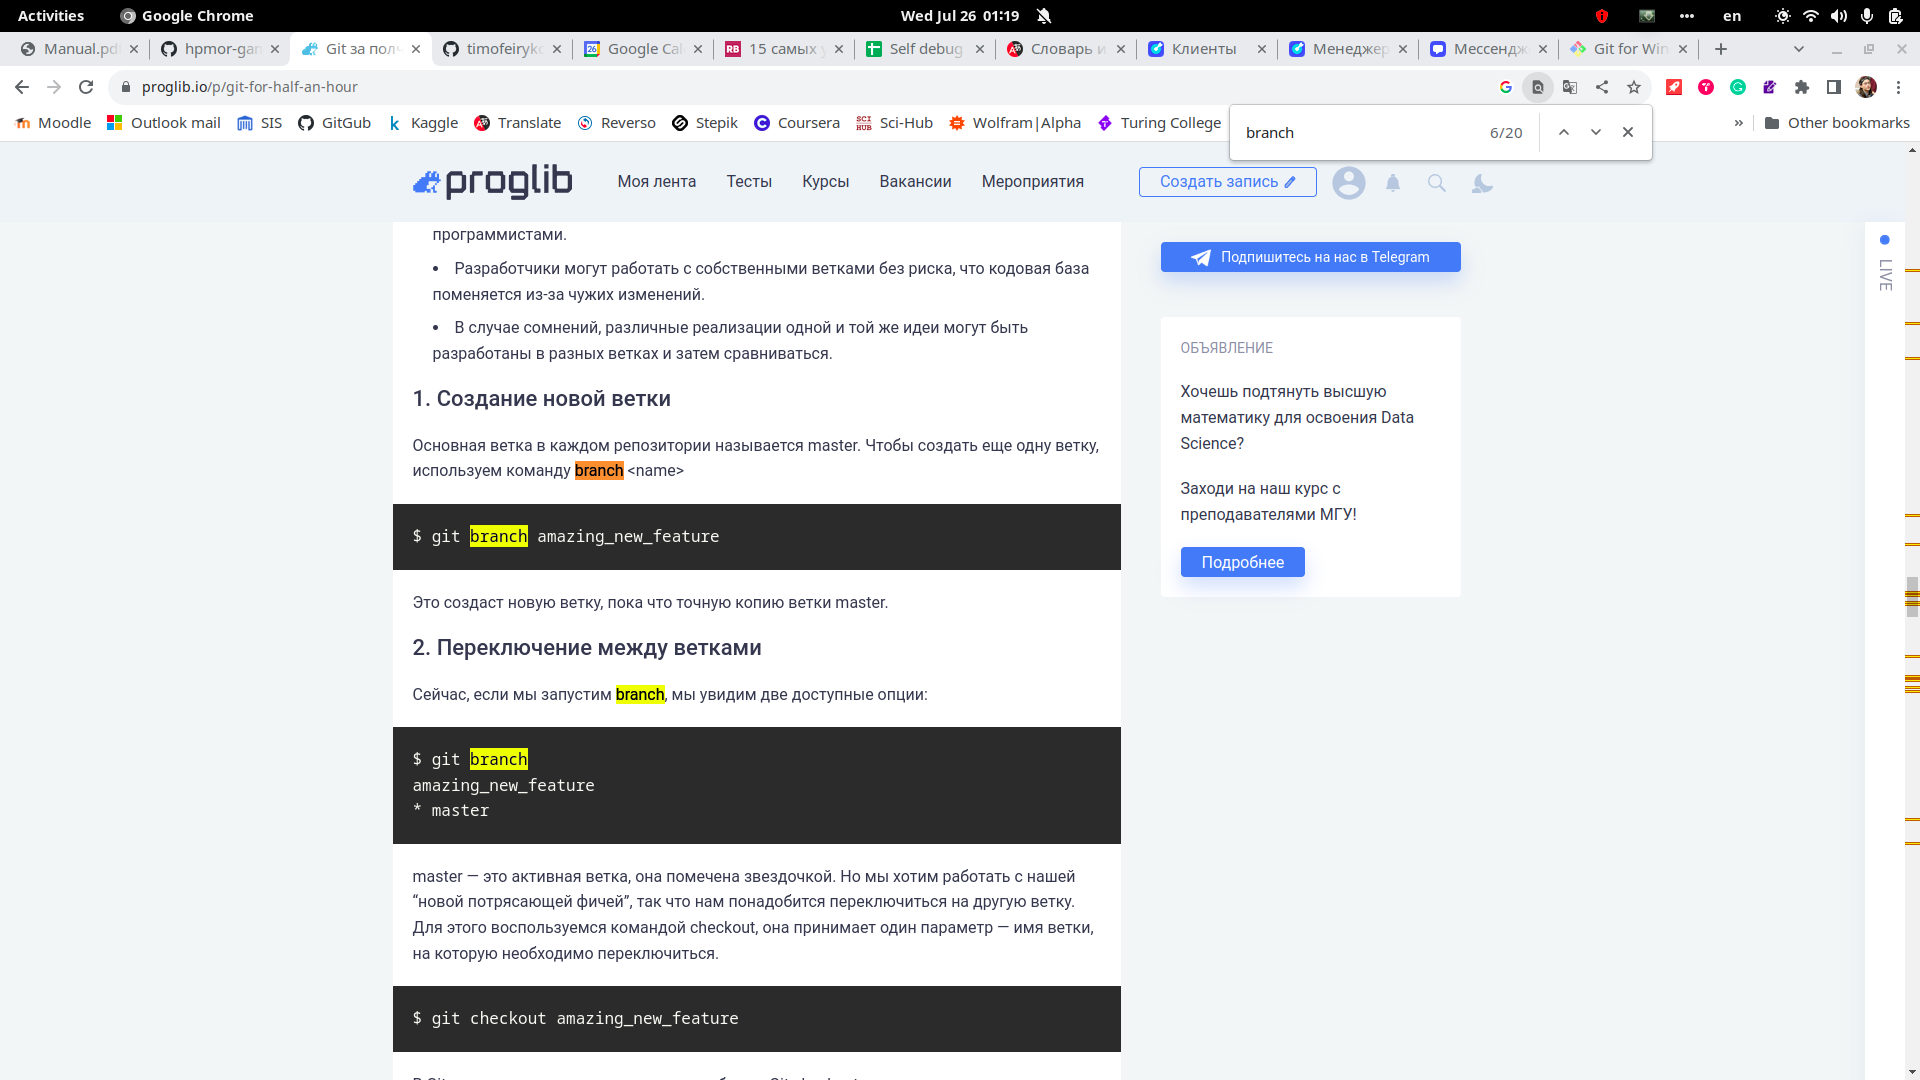 Activities
Google Chrome
Wed Jul 26 01:19
en
Manual.pd
hpmor-gam
Git за полч
timofeiryko
Google Cal
15 самых у
Self debug
Словарь и
Клиенты
Менеджер
Мессендж
Git for Win
proglib.io/p/git-for-half-an-hour
Moodle
Outlook mail
SIS
GitGub
Kaggle
Translate
Reverso
Stepik
Coursera
Sci-Hub
Wolfram|Alpha
Turing College
» Other bookmarks
branch 6/20
proglib
Моя лента
Тесты
Курсы
Вакансии
Мероприятия
Создать запись
программистами.
• Разработчики могут работать с собственными ветками без риска, что кодовая база
поменяется из-за чужих изменений.
• В случае сомнений, различные реализации одной и той же идеи могут быть
разработаны в разных ветках и затем сравниваться.
1. Создание новой ветки
Основная ветка в каждом репозитории называется master. Чтобы создать еще одну ветку,
используем команду branch <name>
$ git branch amazing_new_feature
Это создаст новую ветку, пока что точную копию ветки master.
2. Переключение между ветками
Сейчас, если мы запустим branch, мы увидим две доступные опции:
$ git branch
amazing_new_feature
* master
master — это активная ветка, она помечена звездочкой. Но мы хотим работать с нашей
“новой потрясающей фичей”, так что нам понадобится переключиться на другую ветку.
Для этого воспользуемся командой checkout, она принимает один параметр — имя ветки,
на которую необходимо переключиться.
$ git checkout amazing_new_feature
Подпишитесь на нас в Telegram
ОБЪЯВЛЕНИЕ
Хочешь подтянуть высшую
математику для освоения Data
Science?
Заходи на наш курс с
преподавателями МГУ!
Подробнее
LIVE